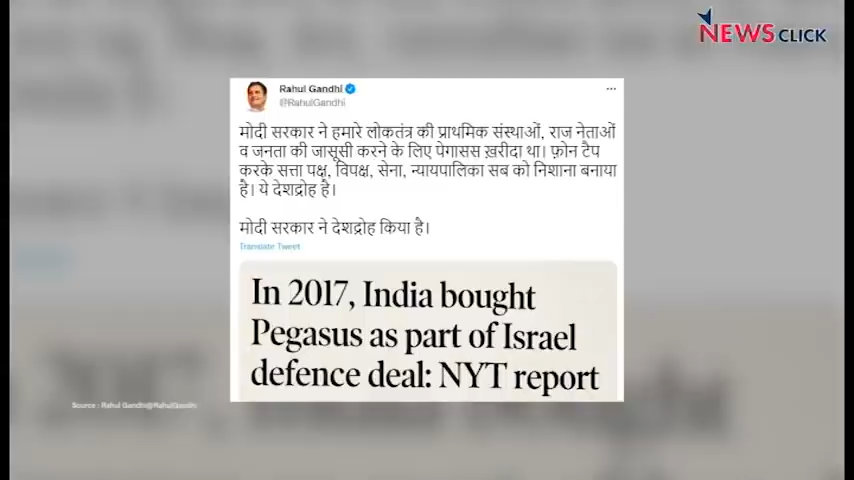 NEWSCLICK
Rahul Gandhi
@RahulGandhi
मोदी सरकार ने हमारे लोकतंत्र की प्राथमिक संस्थाओं, राज नेताओं
व जनता की जासूसी करने के लिए पेगासस ख़रीदा था। फ़ोन टैप
करके सत्ता पक्ष, विपक्ष, सेना, न्यायपालिका सब को निशाना बनाया
है। ये देशद्रोह है।
मोदी सरकार ने देशद्रोह किया है।
Translate Tweet
In 2017, India bought
Pegasus as part of Israel
defence deal: NYT report
Source : Rahul Gandhi@RahulGandhi